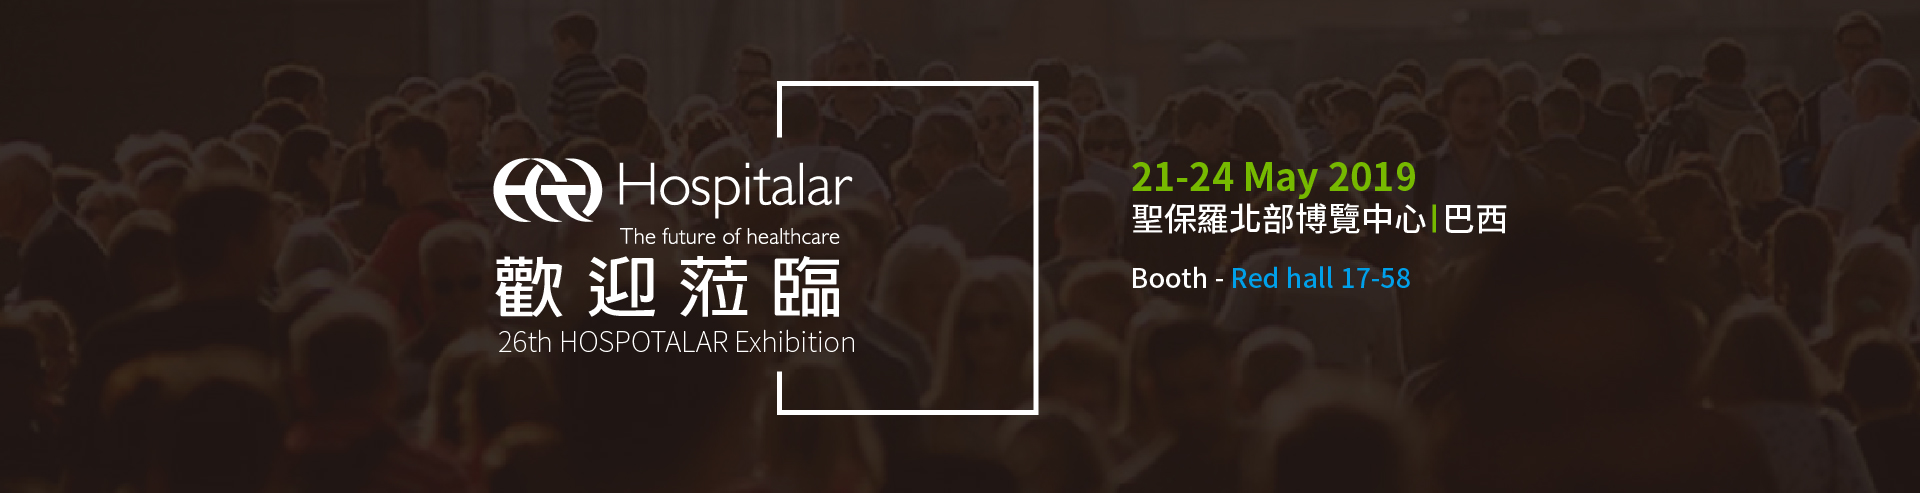 Hospitalar
The future of healthcare
歡迎蒞臨
26th HOSPOTALAR Exhibition
21-24 May 2019
聖保羅北部博覽中心|巴西
Booth - Red hall 17-58